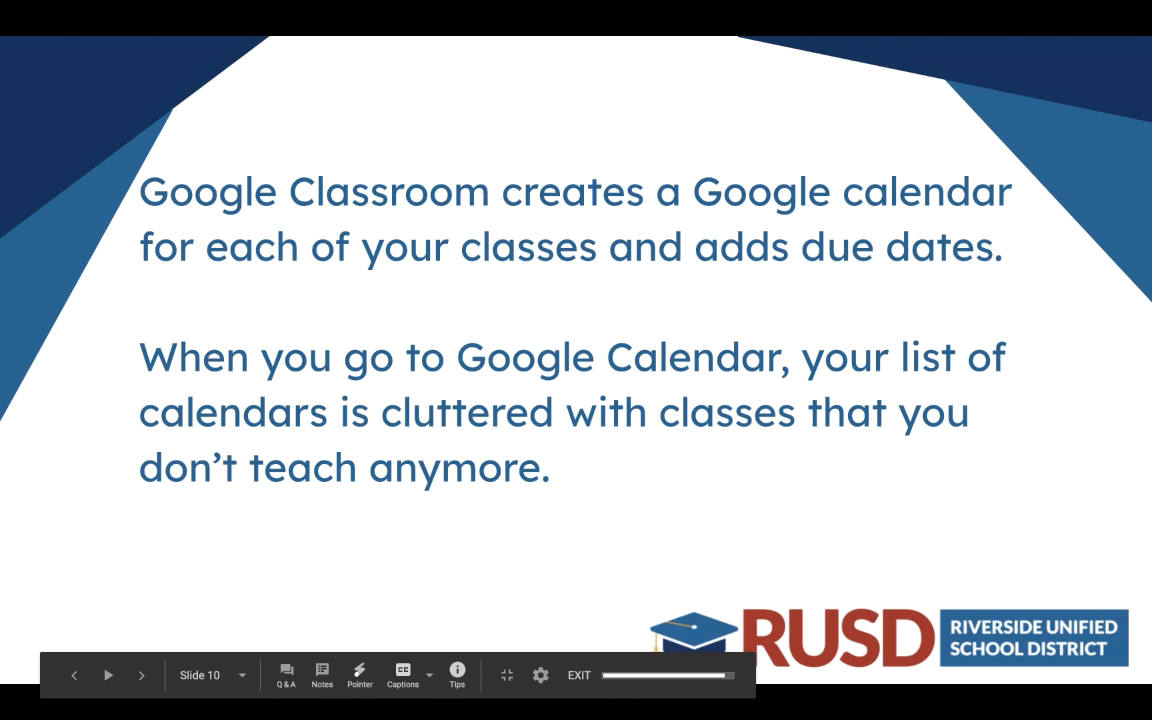 Google Classroom creates a Google calendar
for each of your classes and adds due dates.
When you go to Google Calendar, your list of
calendars is cluttered with classes that you
don’t teach anymore.
RUSD
RIVERSIDE UNIFIED
SCHOOL DISTRICT
Slide 10
Q & A
Notes
Pointer
CC
Captions
Tips
EXIT